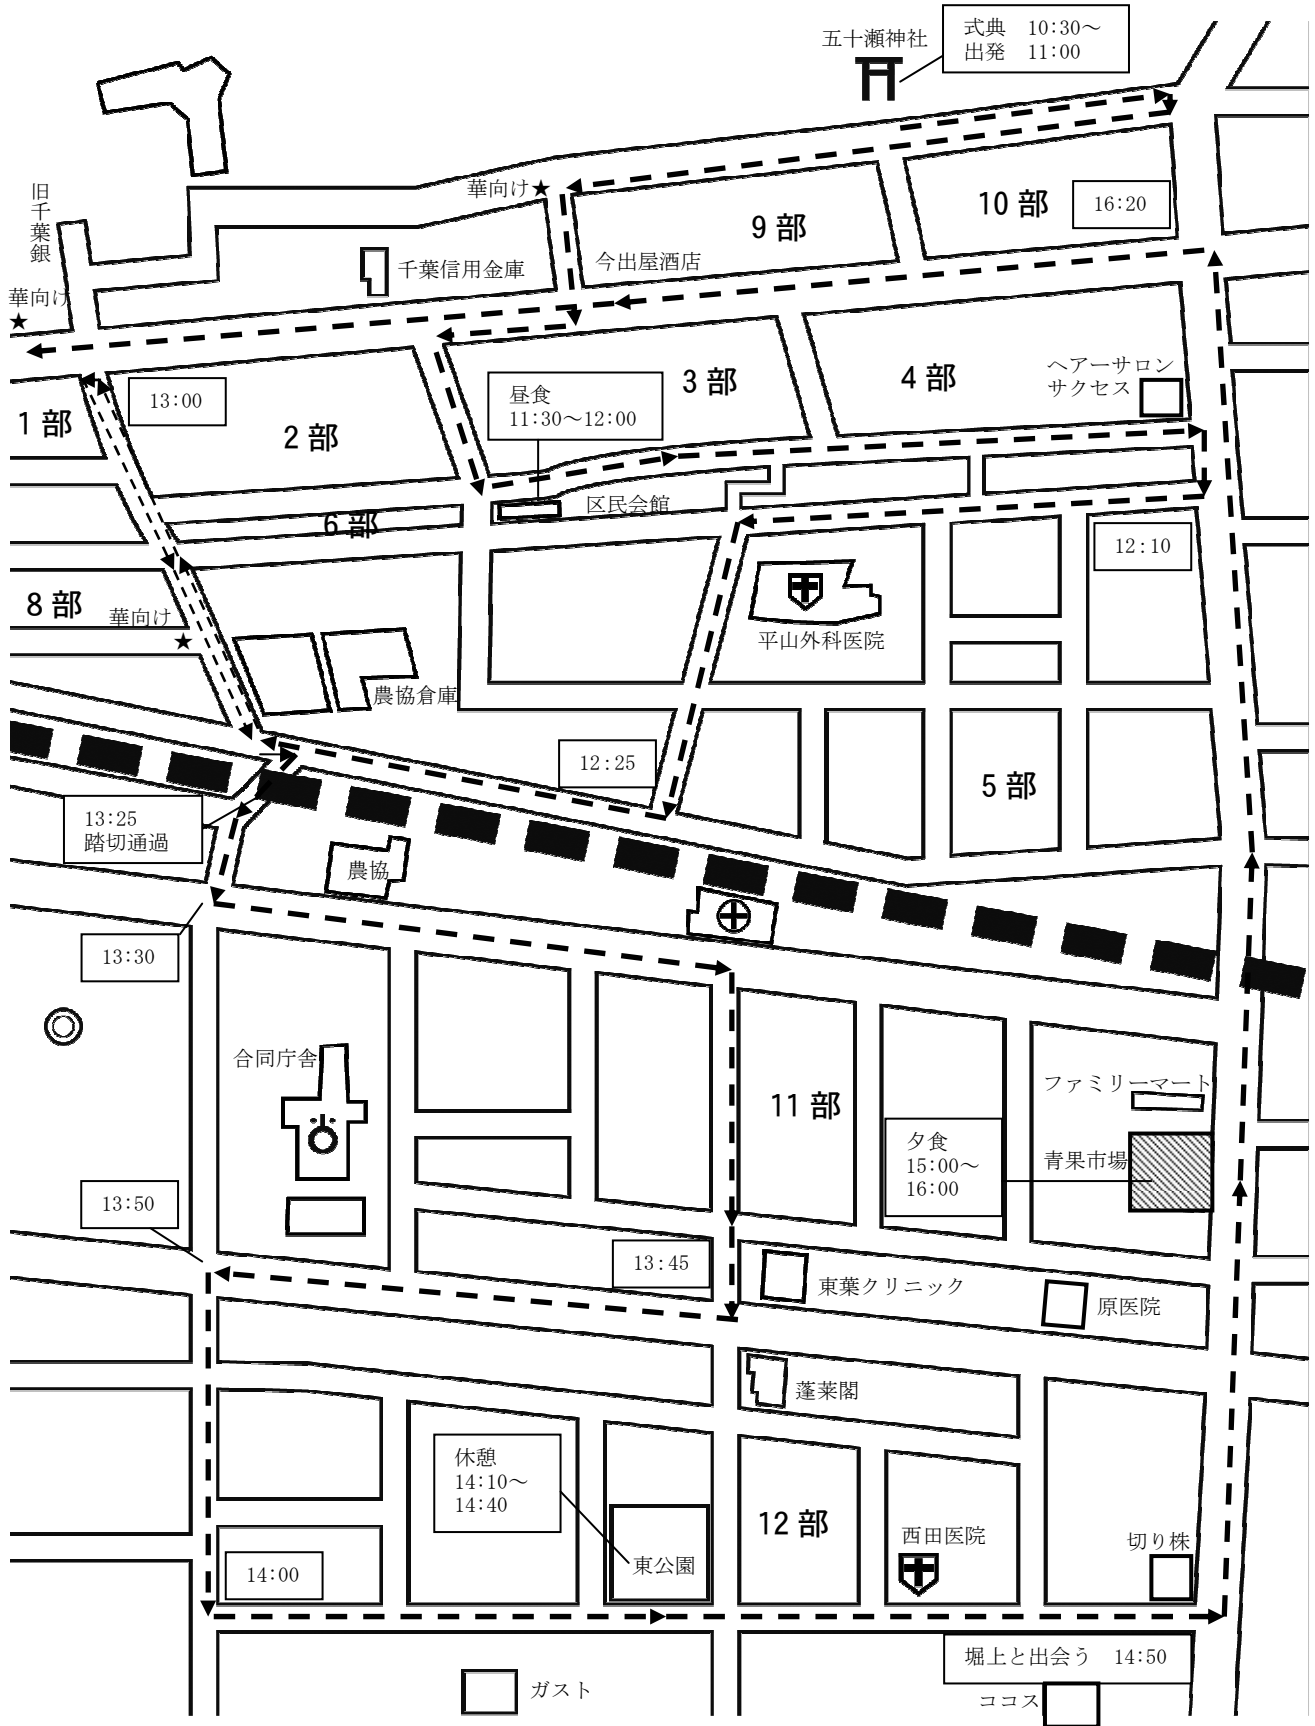 五十瀬神社
式典　10:30～
出発　11:00
旧千葉銀
華向け★
10部
16:20
9部
千葉信用金庫
今出屋酒店
華向け
★
ヘアーサロン
サクセス
4部
3部
昼食
11:30～12:00
13:00
1部
2部
区民会館
6部
12:10
8部
華向け
★
平山外科医院
農協倉庫
12:25
5部
13:25
踏切通過
農協
13:30
合同庁舎
ファミリーマート
11部
夕食
15:00～
16:00
青果市場
13:50
13:45
東葉クリニック
原医院
蓬莱閣
休憩
14:10～
14:40
12部
西田医院
切り株
東公園
14:00
堀上と出会う　14:50
ガスト
ココス